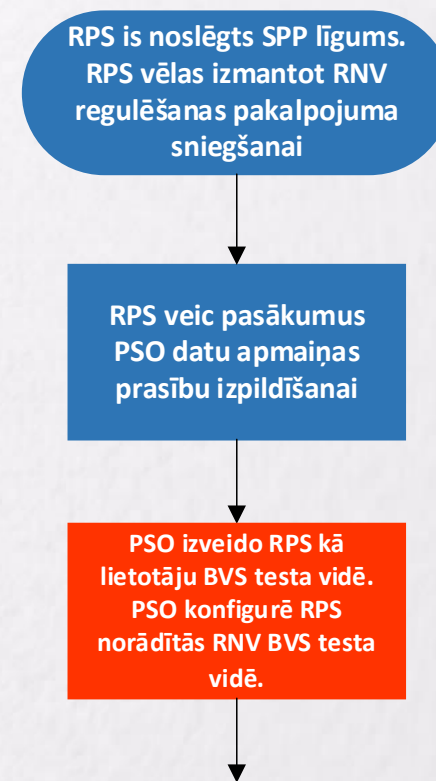 RPS is noslēgts SPP līgums.
RPS vēlas izmantot RNV
regulēšanas pakalpojuma
sniegšanai
RPS veic pasākumus
PSO datu apmaiņas
prasību izpildīšanai
PSO izveido RPS kā
lietotāju BVS testa vidē.
PSO konfigurē RPS
norādītās RNV BVS testa
vidē.